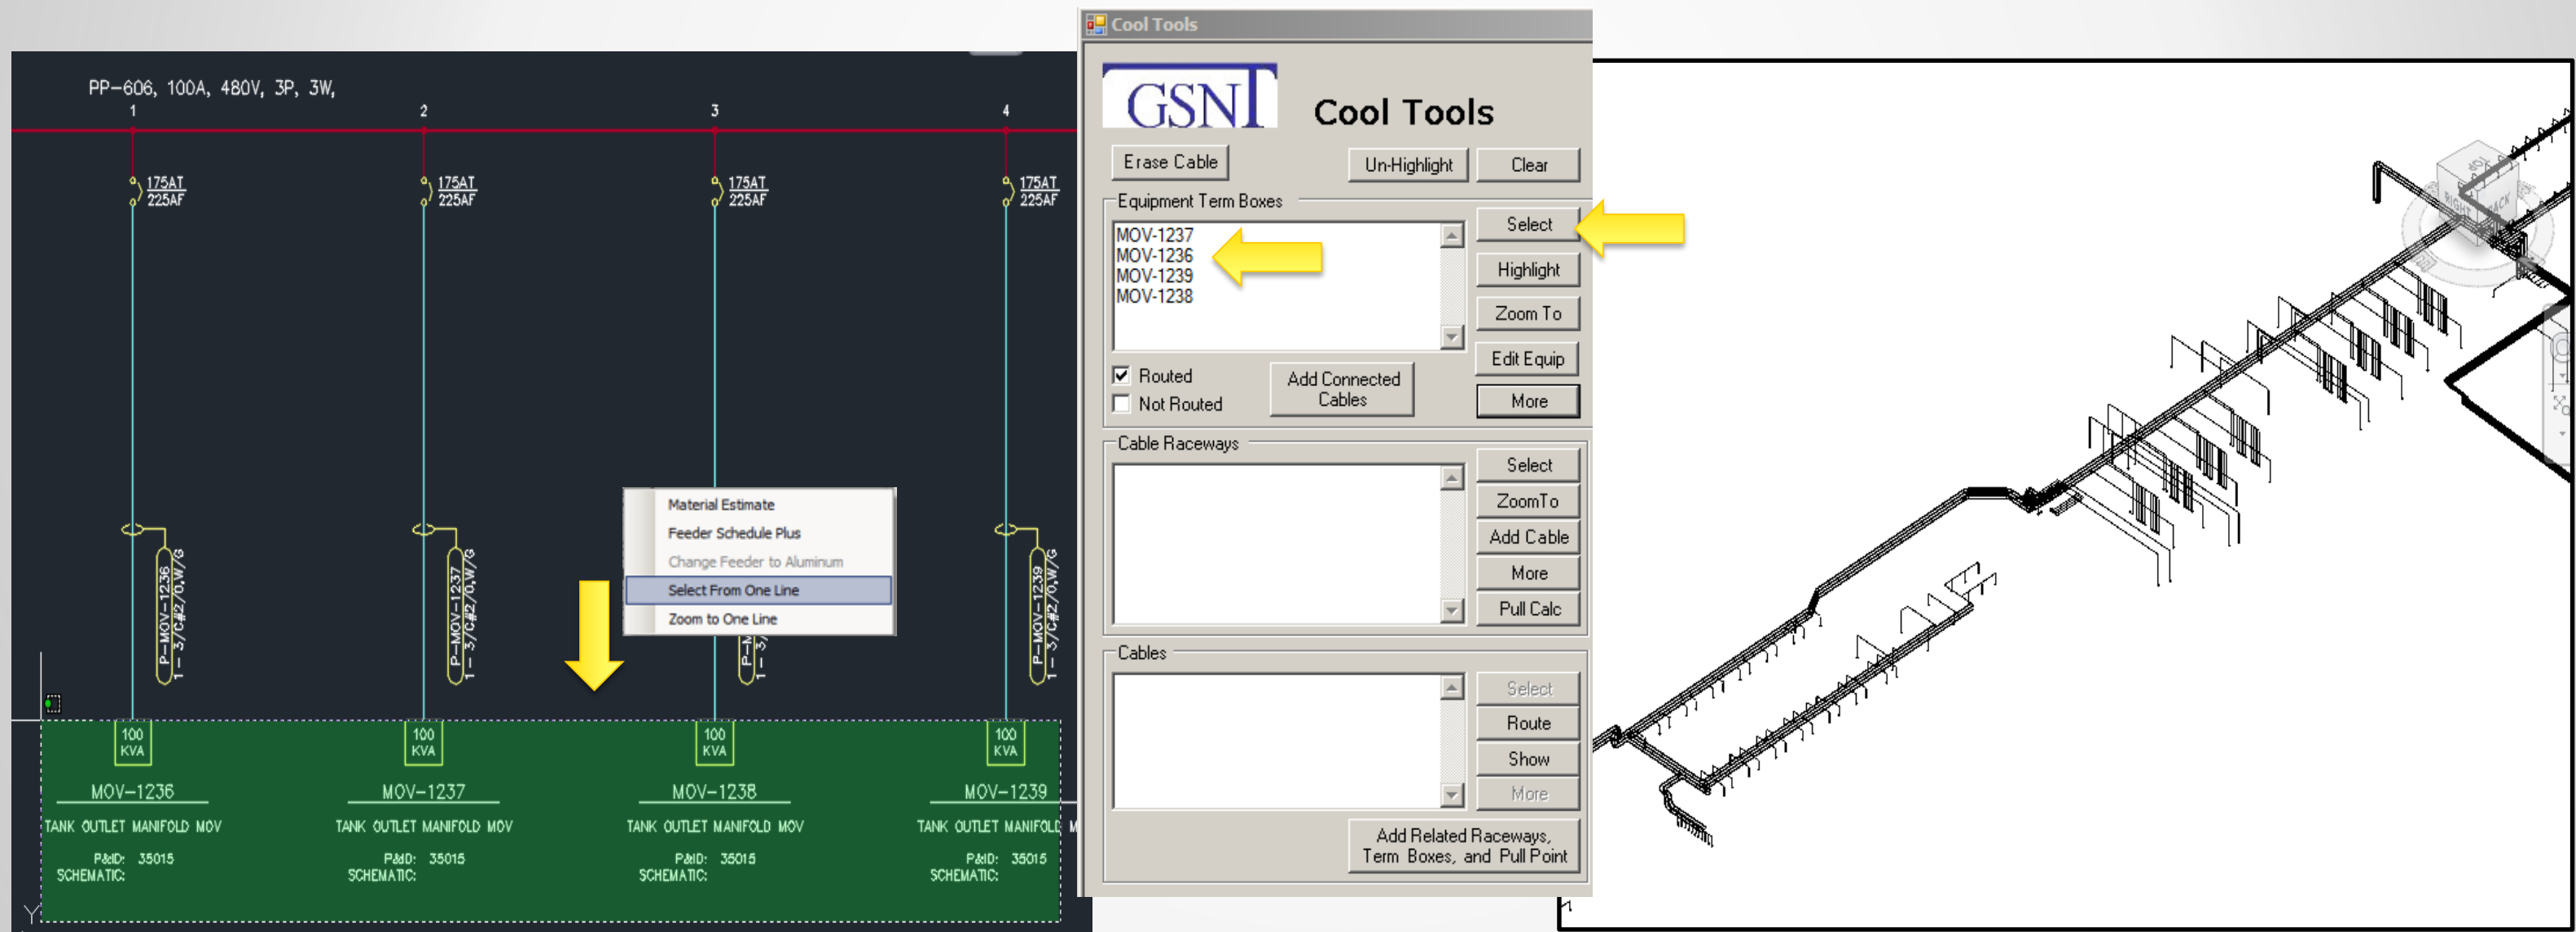 PP-606, 100A, 480V, 3P, 3W,
1
2
3
4
175AT
225AF
175AT
225AF
175AT
225AF
175AT
225AF
P-MOV-1236
1- 3/C#2/0,W/G
P-MOV-1237
1- 3/C#2/0,W/G
1- 3/
P-MOV-1239
1- 3/C#2/0,W/G
Material Estimate
Feeder Schedule Plus
Change Feeder to Aluminum
Select From One Line
Zoom to One Line
100
KVA
100
KVA
100
KVA
100
KVA
MOV-1236
MOV-1237
MOV-1238
MOV-1239
TANK OUTLET MANIFOLD MOV
TANK OUTLET MANIFOLD MOV
TANK OUTLET MANIFOLD MOV
TANK OUTLET MANIFOLD M
P&ID: 35015
P&ID: 35015
P&ID: 35015
P&ID: 35015
SCHEMATIC:
SCHEMATIC:
SCHEMATIC:
SCHEMATIC:
Y
Cool Tools
GSNI
Cool Tools
Erase Cable
Un-Highlight
Clear
Equipment Term Boxes
Select
MOV-1237
MOV-1236
MOV-1239
MOV-1238
Highlight
Zoom To
Edit Equip
Routed
Not Routed
Add Connected
Cables
More
Cable Raceways
Select
ZoomTo
Add Cable
More
Pull Calc
Cables
Select
Route
Show
More
Add Related Raceways,
Term Boxes, and Pull Point
TOP
RIGHT
BACK